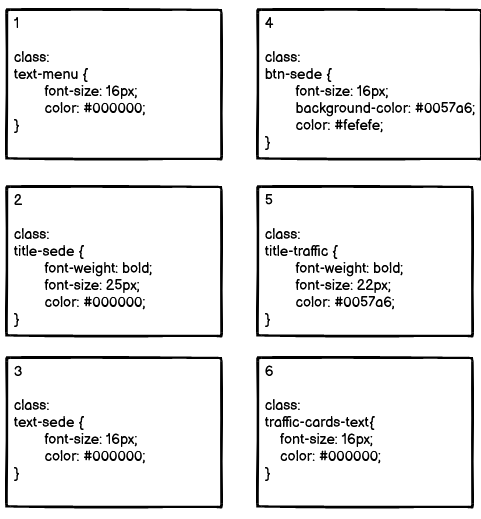 1
class:
text-menu {
font-size: 16px;
color: #000000;
}
2
class:
title-sede {
font-weight: bold;
font-size: 25px;
color: #000000;
}
3
class:
text-sede {
font-size: 16px;
color: #000000;
}
4
class:
btn-sede {
font-size: 16px;
background-color: #0057a6;
color: #fefefe;
}
5
class:
title-traffic {
font-weight: bold;
font-size: 22px;
color: #0057a6;
}
6
class:
traffic-cards-text{
font-size: 16px;
color: #000000;
}